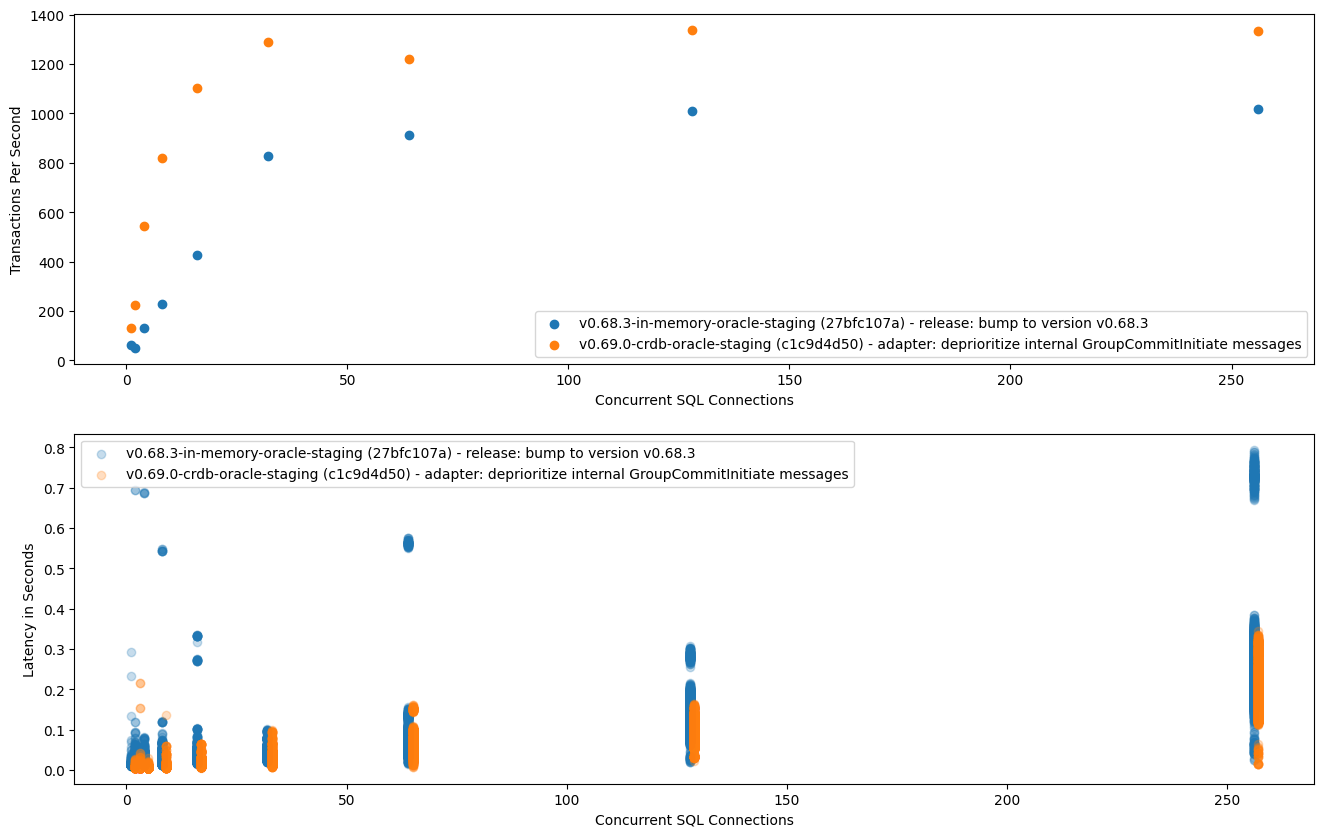 1400
1200
1000
800
600
400
200
0
Transactions Per Second
v0.68.3-in-memory-oracle-staging (27bfc107a) - release: bump to version v0.68.3
v0.69.0-crdb-oracle-staging (c1c9d4d50) - adapter: deprioritize internal GroupCommitInitiate messages
0 50 100 150 200 250
Concurrent SQL Connections
v0.68.3-in-memory-oracle-staging (27bfc107a) - release: bump to version v0.68.3
v0.69.0-crdb-oracle-staging (c1c9d4d50) - adapter: deprioritize internal GroupCommitInitiate messages
0.8
0.7
0.6
0.5
0.4
0.3
0.2
0.1
0.0
Latency in Seconds
0 50 100 150 200 250
Concurrent SQL Connections